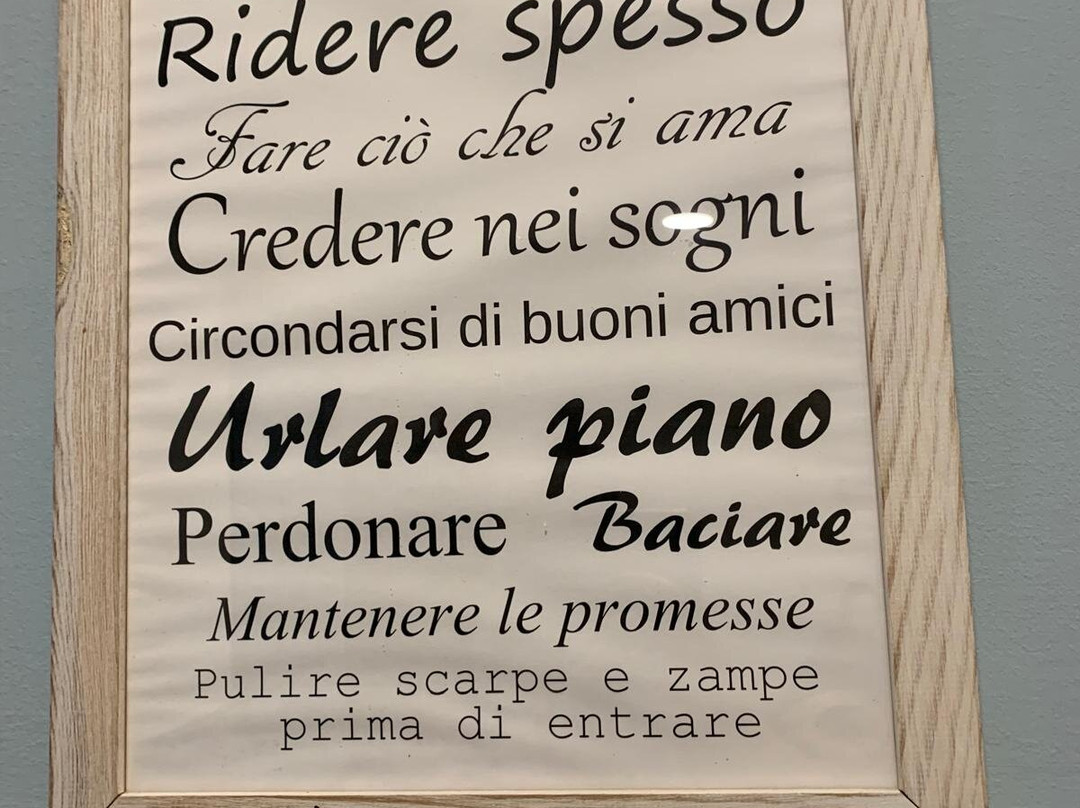 Ridere spesso
Fare ciò che si ama
Credere nei sogni
Circondarsi di buoni amici
Urlare piano
Perdonare Baciare
Mantenere le promesse
Pulire scarpe e zampe
prima di entrare